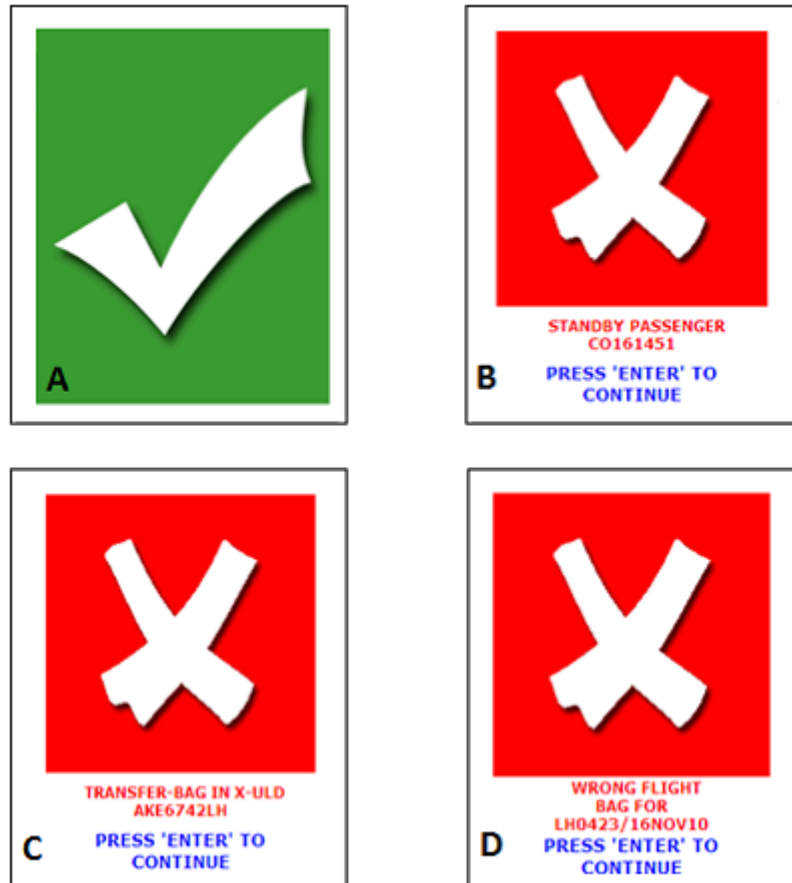 A
STANDBY PASSENGER
CO161451
B
PRESS 'ENTER' TO
CONTINUE
TRANSFER-BAG IN X-ULD
AKE6742LH
C
PRESS 'ENTER' TO
CONTINUE
WRONG FLIGHT
BAG FOR
LH0423/16NOV10
D
PRESS 'ENTER' TO
CONTINUE